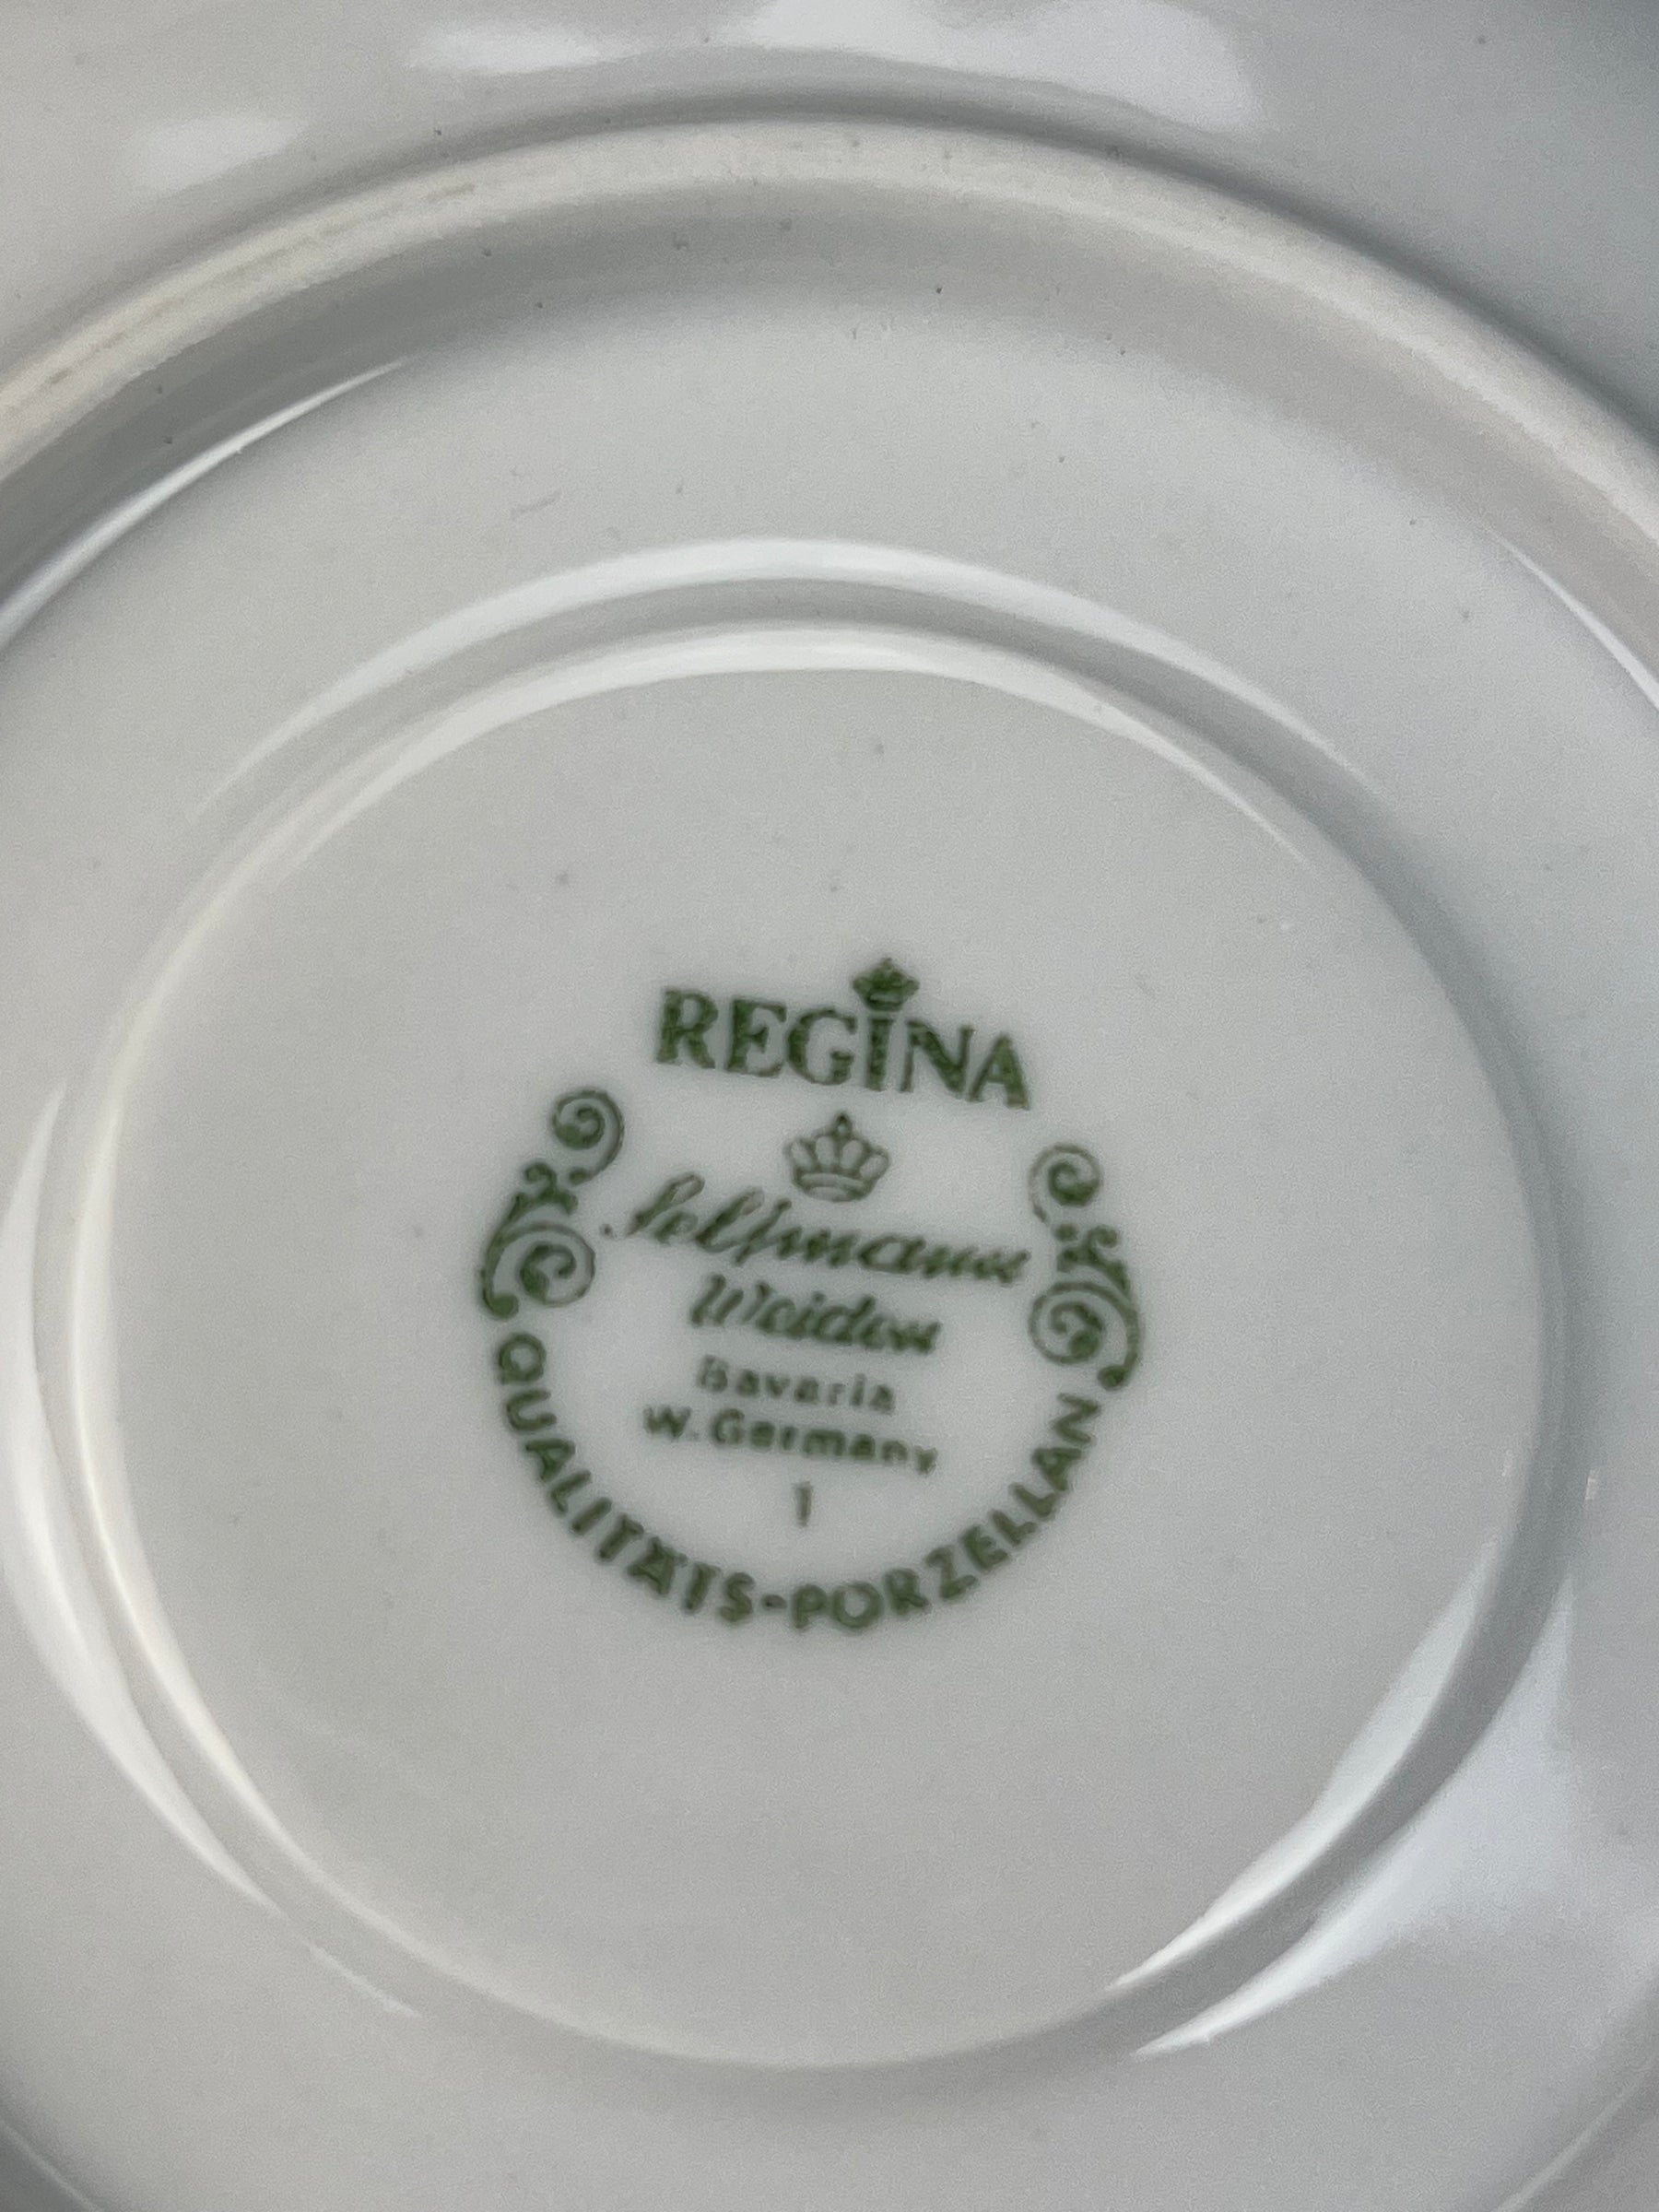 REGINA
Seltmann
Weiden
Bavaria
W. Germany
1
QUALITÄTS-PORZELLAN